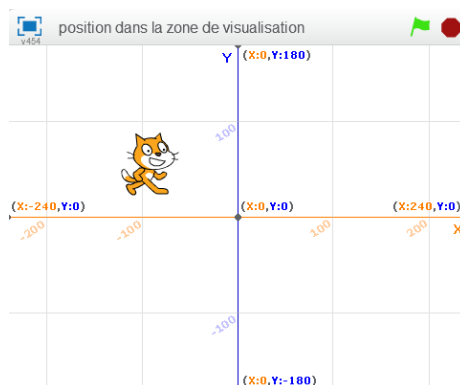 position dans la zone de visualisation
v454
Y (X:0,Y:180)
100
(X:-240,Y:0) (X:0,Y:0) (X:240,Y:0)
-200 -100 100 200 X
-100
(X:0,Y:-180)